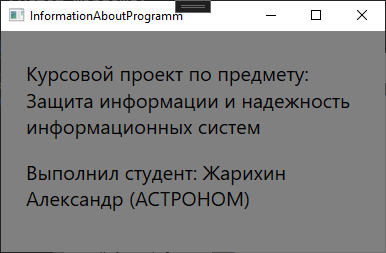 InformationAboutProgramm
Курсовой проект по предмету:
Защита информации и надежность
информационных систем
Выполнил студент: Жарихин
Александр (АСТРОНОМ)